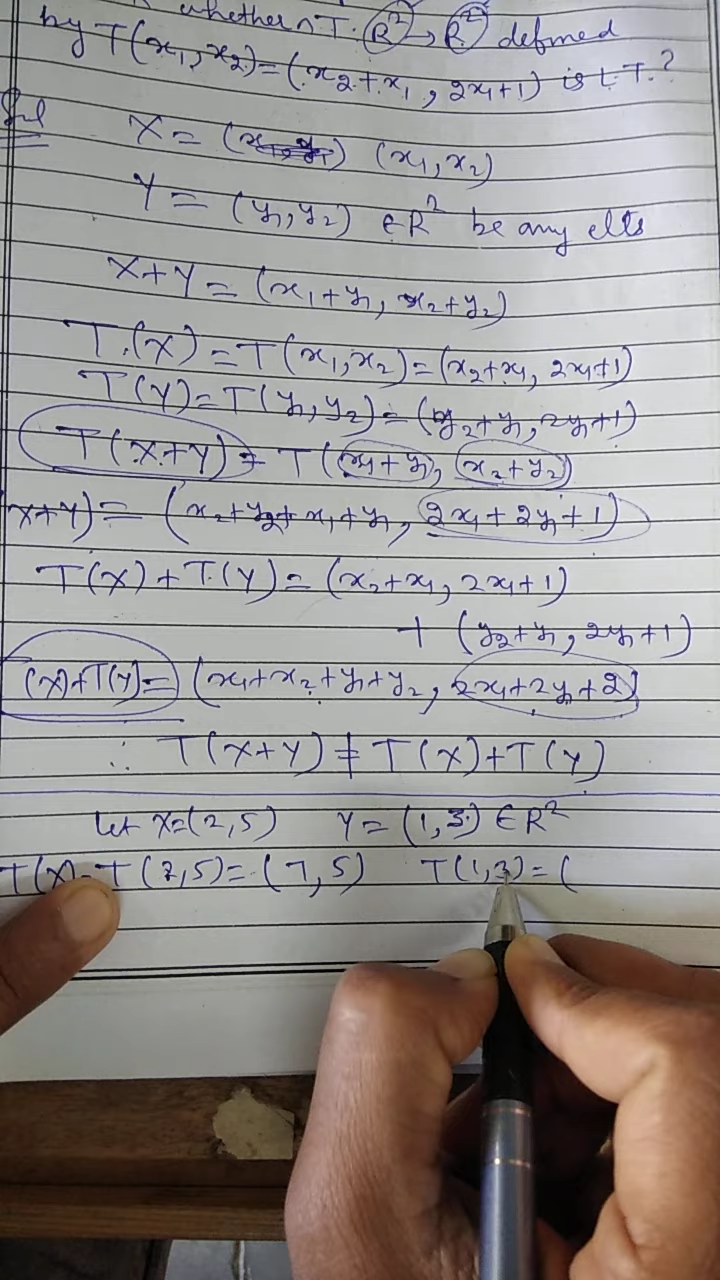 whether T: R² → R² defined
by T(x₁, x₂) = (x₂ + x₁, 2x₁+1) is L.T.?
Sol
X = (x₁, x₂)
Y = (y₁, y₂) ∈ R² be any elts
X+Y = (x₁+y₁, x₂+y₂)
T(X) = T(x₁, x₂) = (x₂+x₁, 2x₁+1)
T(Y) = T(y₁, y₂) = (y₂+y₁, 2y₁+1)
T(X+Y) = T(x₁+y₁, x₂+y₂)
X+Y) = (x₂+y₂+x₁+y₁, 2x₁+2y₁+1)
T(X)+T(Y) = (x₂+x₁, 2x₁+1)
+ (y₂+y₁, 2y₁+1)
(X)+T(Y) = (x₁+x₂+y₁+y₂, 2x₁+2y₁+2)
∴ T(X+Y) ≠ T(X)+T(Y)
Let X=(2,5) Y = (1,3) ∈ R²
T(X)=T(2,5)=(7,5) T(1,3)=(